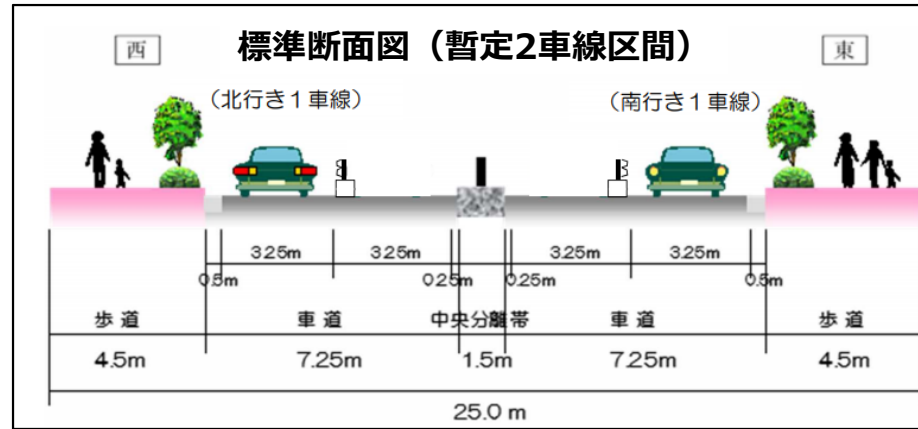 西
標準断面図（暫定2車線区間）
東
（北行き１車線）
（南行き１車線）
3.25m 3.25m 3.25m 3.25m
0.5m 0.25m 0.25m 0.5m
歩道 車道 中央分離帯 車道 歩道
4.5m 7.25m 1.5m 7.25m 4.5m
25.0 m